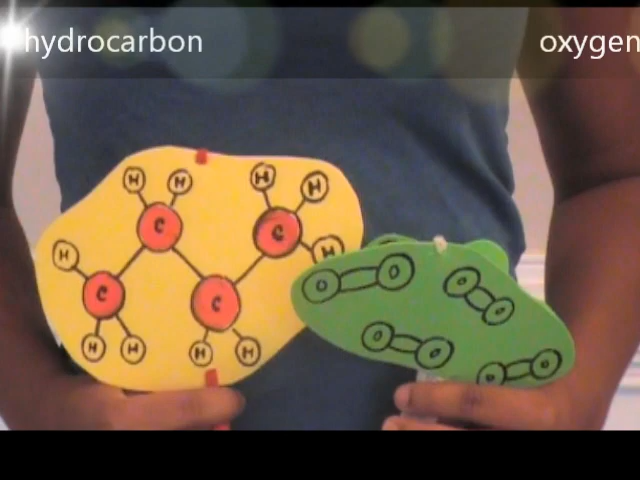 hydrocarbon oxygen
H H H H
C C H
H
C C
H H H H
O O O O
O O O O